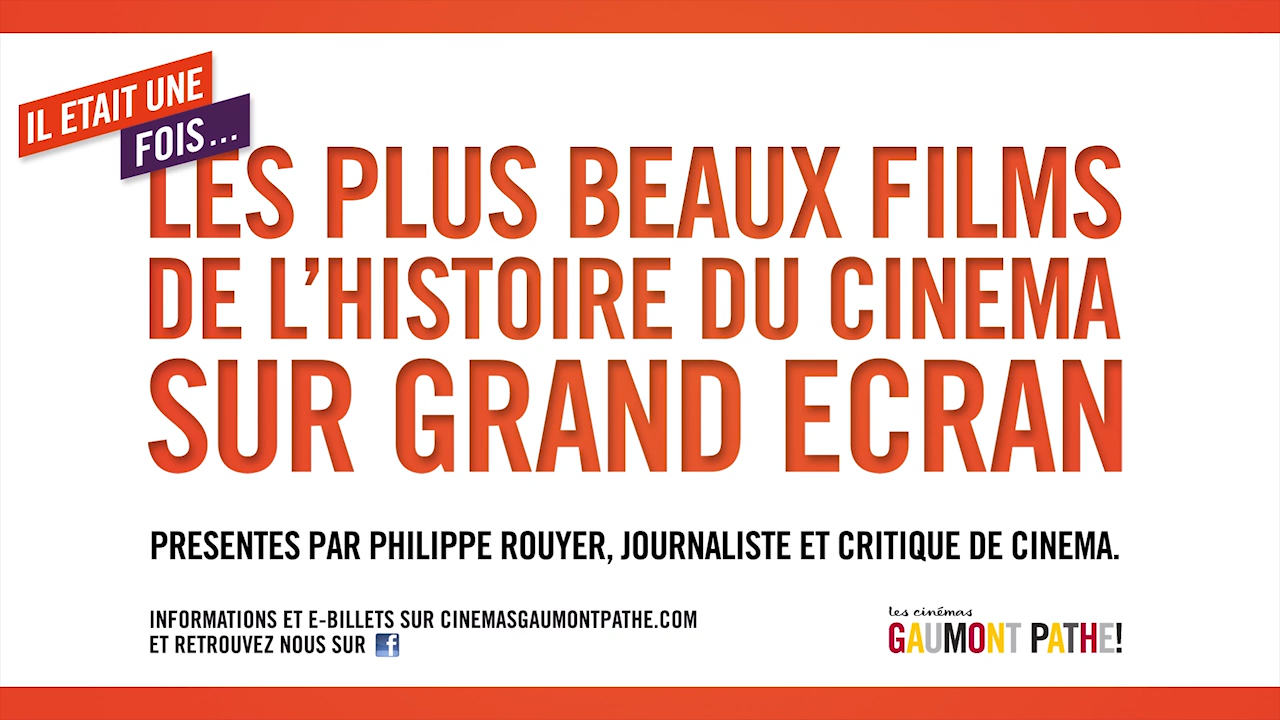 IL ETAIT UNE
FOIS...
LES PLUS BEAUX FILMS
DE L'HISTOIRE DU CINEMA
SUR GRAND ECRAN
PRESENTES PAR PHILIPPE ROUYER, JOURNALISTE ET CRITIQUE DE CINEMA.
INFORMATIONS ET E-BILLETS SUR CINEMASGAUMONTPATHE.COM
ET RETROUVEZ NOUS SUR f
les cinémas
GAUMONT PATHE!